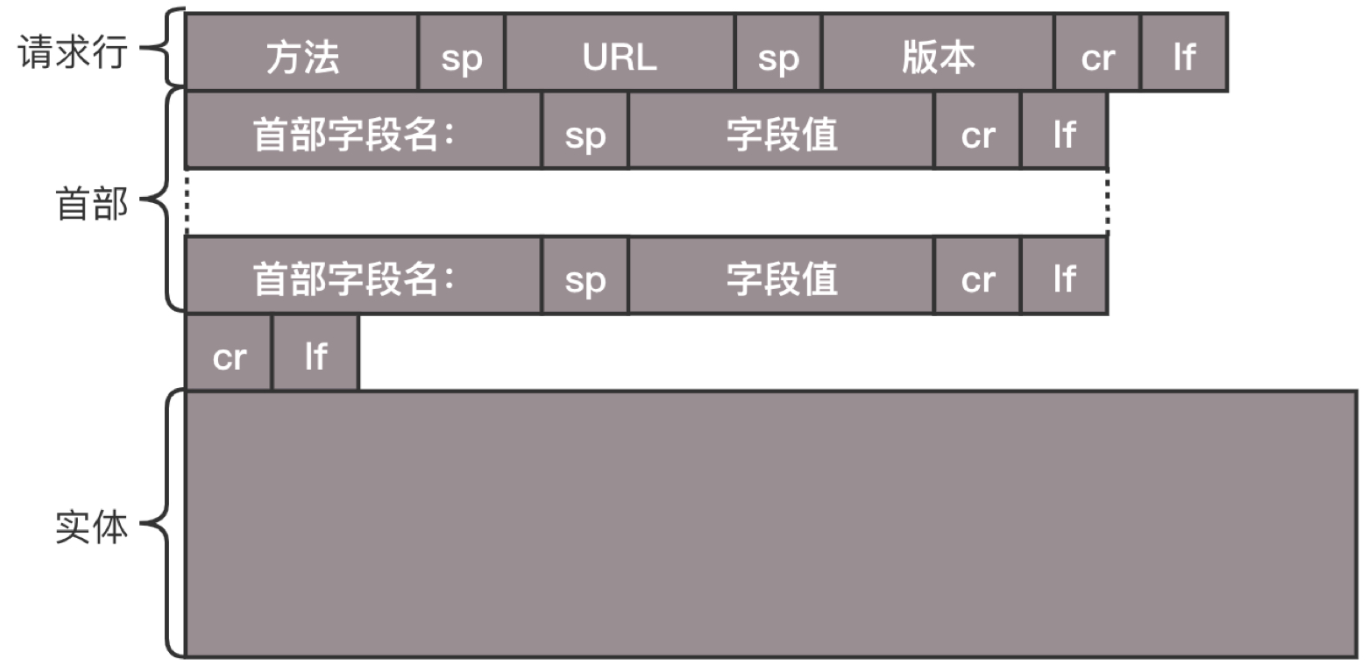 请求行 方法 sp URL sp 版本 cr lf
首部字段名： sp 字段值 cr lf
首部
首部字段名： sp 字段值 cr lf
cr lf
实体